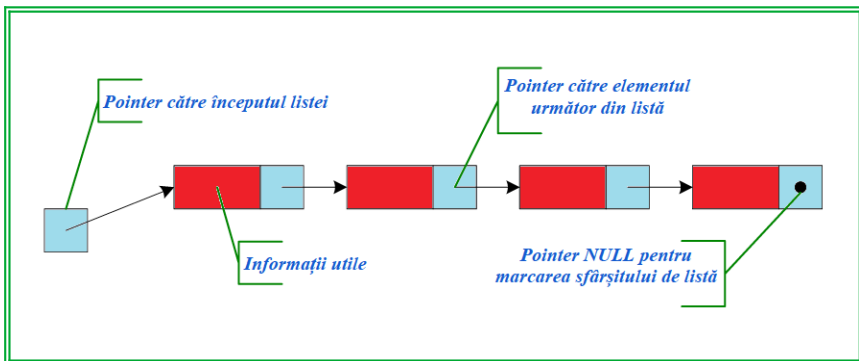 Pointer către începutul listei
Pointer către elementul
următor din listă
Informații utile
Pointer NULL pentru
marcarea sfârșitului de listă